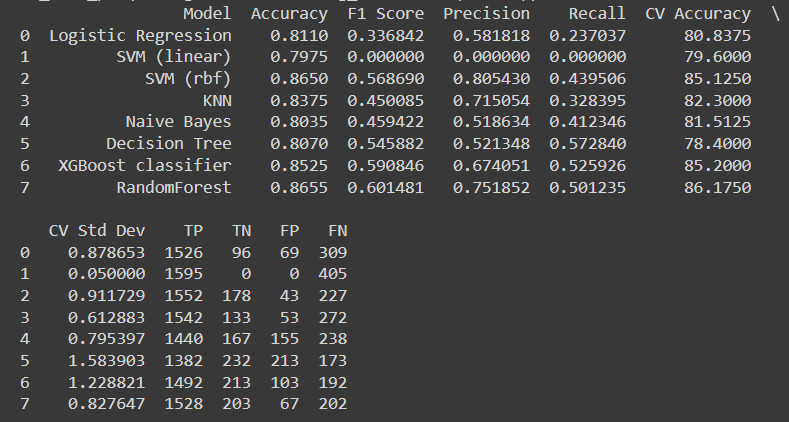 Model Accuracy F1 Score Precision Recall CV Accuracy \
0 Logistic Regression 0.8110 0.336842 0.581818 0.237037 80.8375
1 SVM (linear) 0.7975 0.000000 0.000000 0.000000 79.6000
2 SVM (rbf) 0.8650 0.568690 0.805430 0.439506 85.1250
3 KNN 0.8375 0.450085 0.715054 0.328395 82.3000
4 Naive Bayes 0.8035 0.459422 0.518634 0.412346 81.5125
5 Decision Tree 0.8070 0.545882 0.521348 0.572840 78.4000
6 XGBoost classifier 0.8525 0.590846 0.674051 0.525926 85.2000
7 RandomForest 0.8655 0.601481 0.751852 0.501235 86.1750
CV Std Dev TP TN FP FN
0 0.878653 1526 96 69 309
1 0.050000 1595 0 0 405
2 0.911729 1552 178 43 227
3 0.612883 1542 133 53 272
4 0.795397 1440 167 155 238
5 1.583903 1382 232 213 173
6 1.228821 1492 213 103 192
7 0.827647 1528 203 67 202